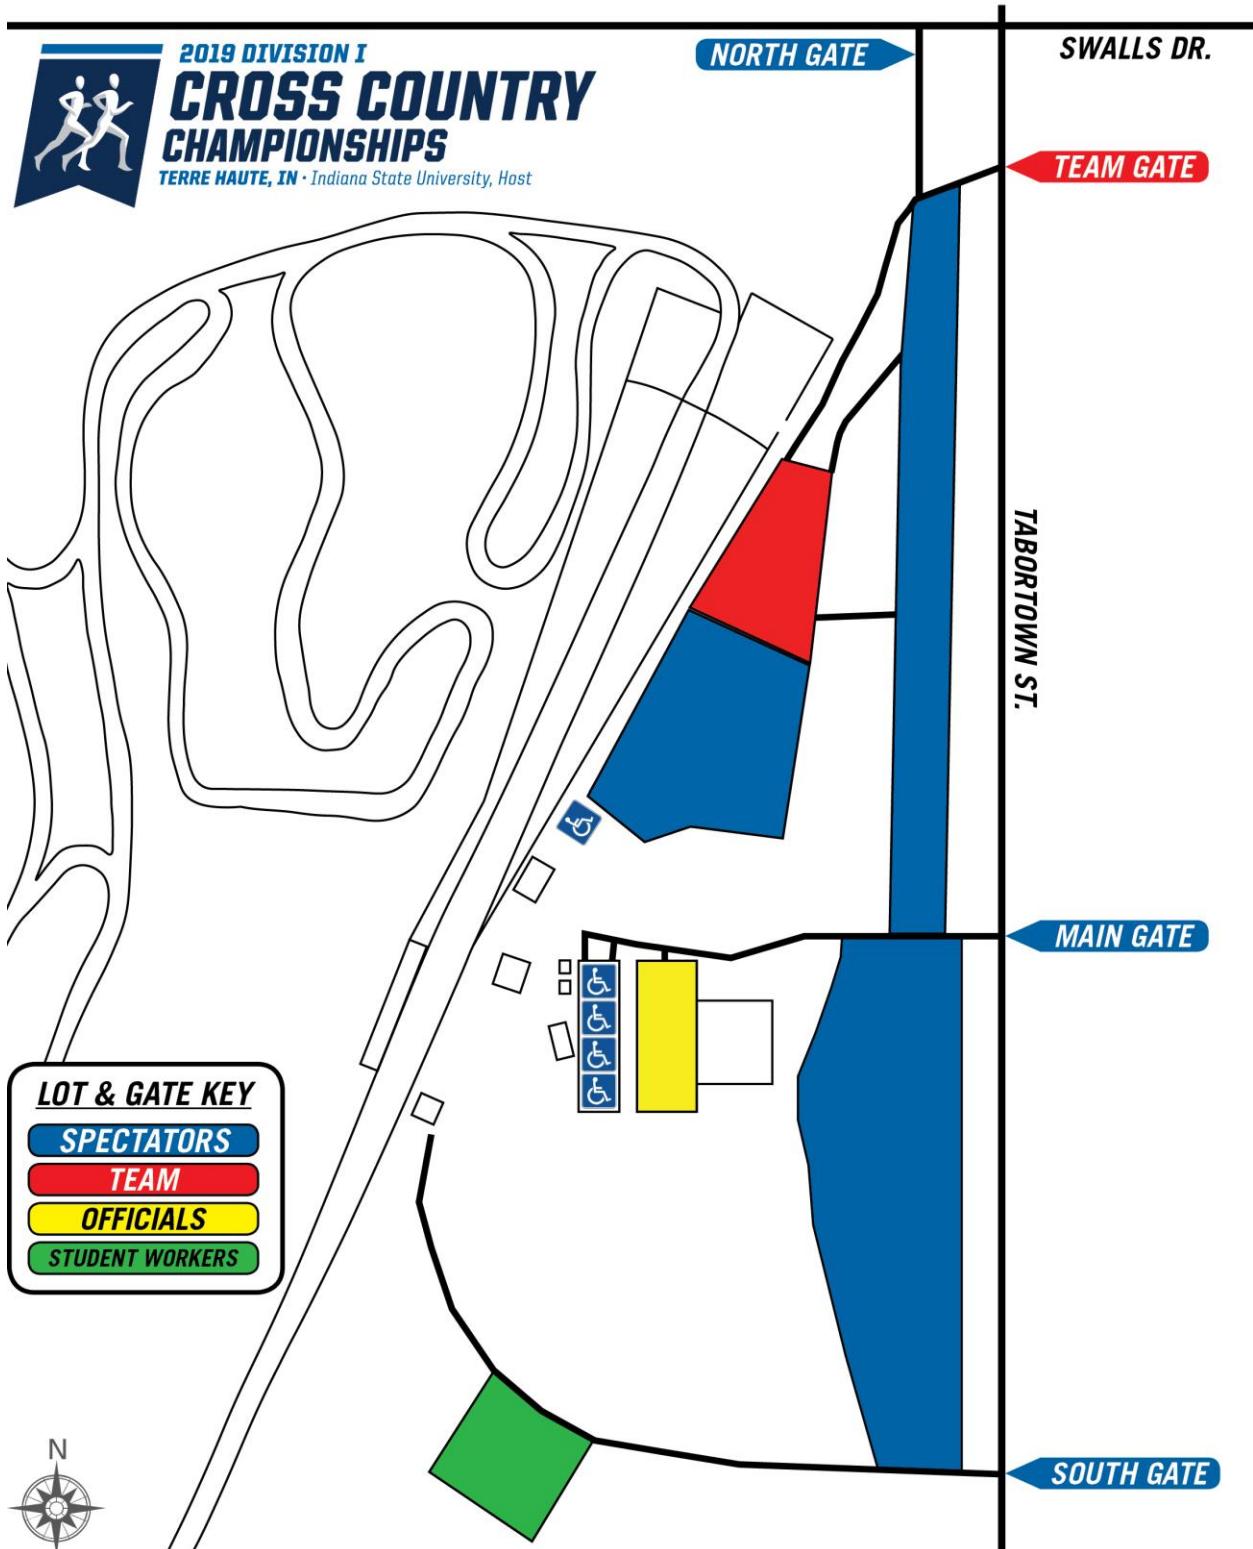 2019 DIVISION I
CROSS COUNTRY
CHAMPIONSHIPS
TERRE HAUTE, IN · Indiana State University, Host
NORTH GATE
SWALLS DR.
TEAM GATE
TABORTOWN ST.
MAIN GATE
LOT & GATE KEY
SPECTATORS
TEAM
OFFICIALS
STUDENT WORKERS
N
SOUTH GATE